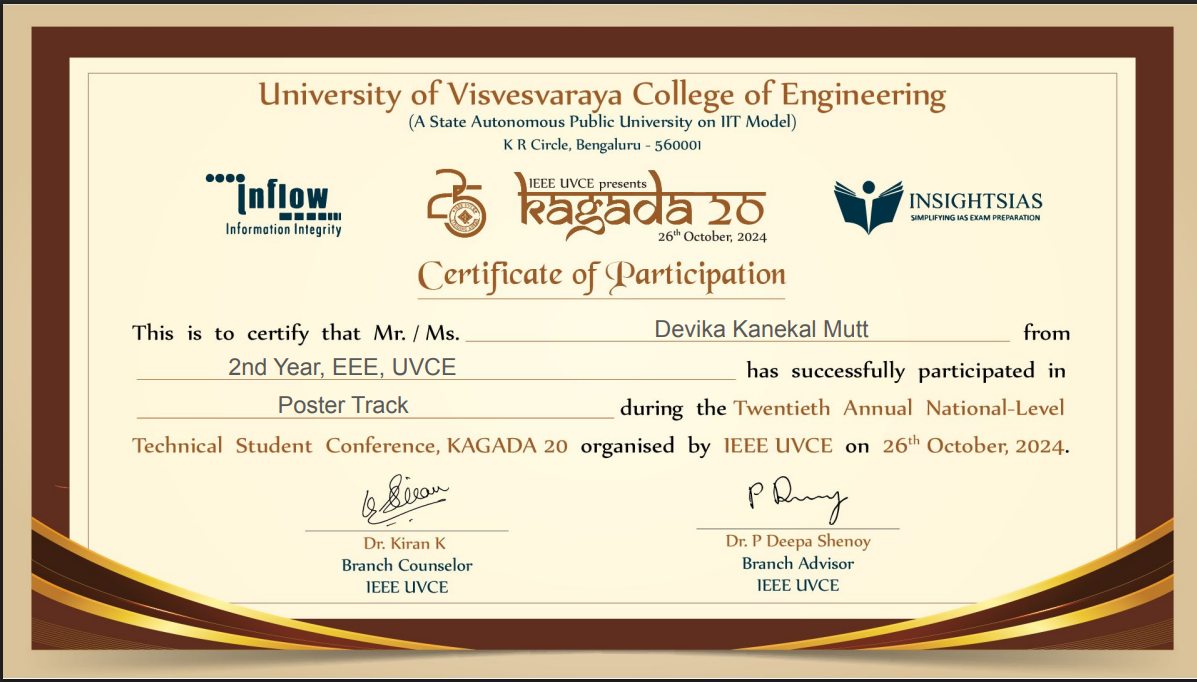 University of Visvesvaraya College of Engineering
(A State Autonomous Public University on IIT Model)
K R Circle, Bengaluru - 560001
inflow
Information Integrity
25
IEEE UVCE presents
kagada 20
26th October, 2024
INSIGHTSIAS
SIMPLIFYING IAS EXAM PREPARATION
Certificate of Participation
This is to certify that Mr. / Ms. Devika Kanekal Mutt from
2nd Year, EEE, UVCE has successfully participated in
Poster Track during the Twentieth Annual National-Level
Technical Student Conference, KAGADA 20 organised by IEEE UVCE on 26th October, 2024.
Dr. Kiran K
Branch Counselor
IEEE UVCE
Dr. P Deepa Shenoy
Branch Advisor
IEEE UVCE